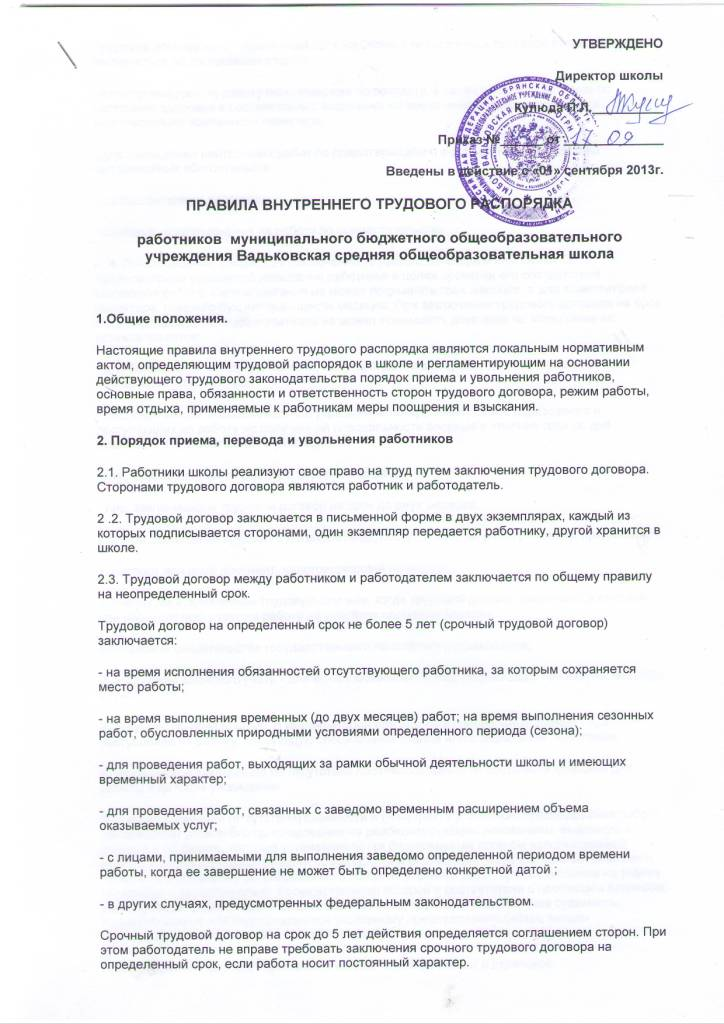 УТВЕРЖДЕНО
Директор школы
Кулюда П.Л.
Приказ № от 17.09
Введены в действие с «01» сентября 2013г.
ПРАВИЛА ВНУТРЕННЕГО ТРУДОВОГО РАСПОРЯДКА
работников муниципального бюджетного общеобразовательного
учреждения Вадьковская средняя общеобразовательная школа
1.Общие положения.
Настоящие правила внутреннего трудового распорядка являются локальным нормативным
актом, определяющим трудовой распорядок в школе и регламентирующим на основании
действующего трудового законодательства порядок приема и увольнения работников,
основные права, обязанности и ответственность сторон трудового договора, режим работы,
время отдыха, применяемые к работникам меры поощрения и взыскания.
2. Порядок приема, перевода и увольнения работников
2.1. Работники школы реализуют свое право на труд путем заключения трудового договора.
Сторонами трудового договора являются работник и работодатель.
2 .2. Трудовой договор заключается в письменной форме в двух экземплярах, каждый из
которых подписывается сторонами, один экземпляр передается работнику, другой хранится в
школе.
2.3. Трудовой договор между работником и работодателем заключается по общему правилу
на неопределенный срок.
Трудовой договор на определенный срок не более 5 лет (срочный трудовой договор)
заключается:
- на время исполнения обязанностей отсутствующего работника, за которым сохраняется
место работы;
- на время выполнения временных (до двух месяцев) работ; на время выполнения сезонных
работ, обусловленных природными условиями определенного периода (сезона);
- для проведения работ, выходящих за рамки обычной деятельности школы и имеющих
временный характер;
- для проведения работ, связанных с заведомо временным расширением объема
оказываемых услуг;
- с лицами, принимаемыми для выполнения заведомо определенной периодом времени
работы, когда ее завершение не может быть определено конкретной датой ;
- в других случаях, предусмотренных федеральным законодательством.
Срочный трудовой договор на срок до 5 лет действия определяется соглашением сторон. При
этом работодатель не вправе требовать заключения срочного трудового договора на
определенный срок, если работа носит постоянный характер.